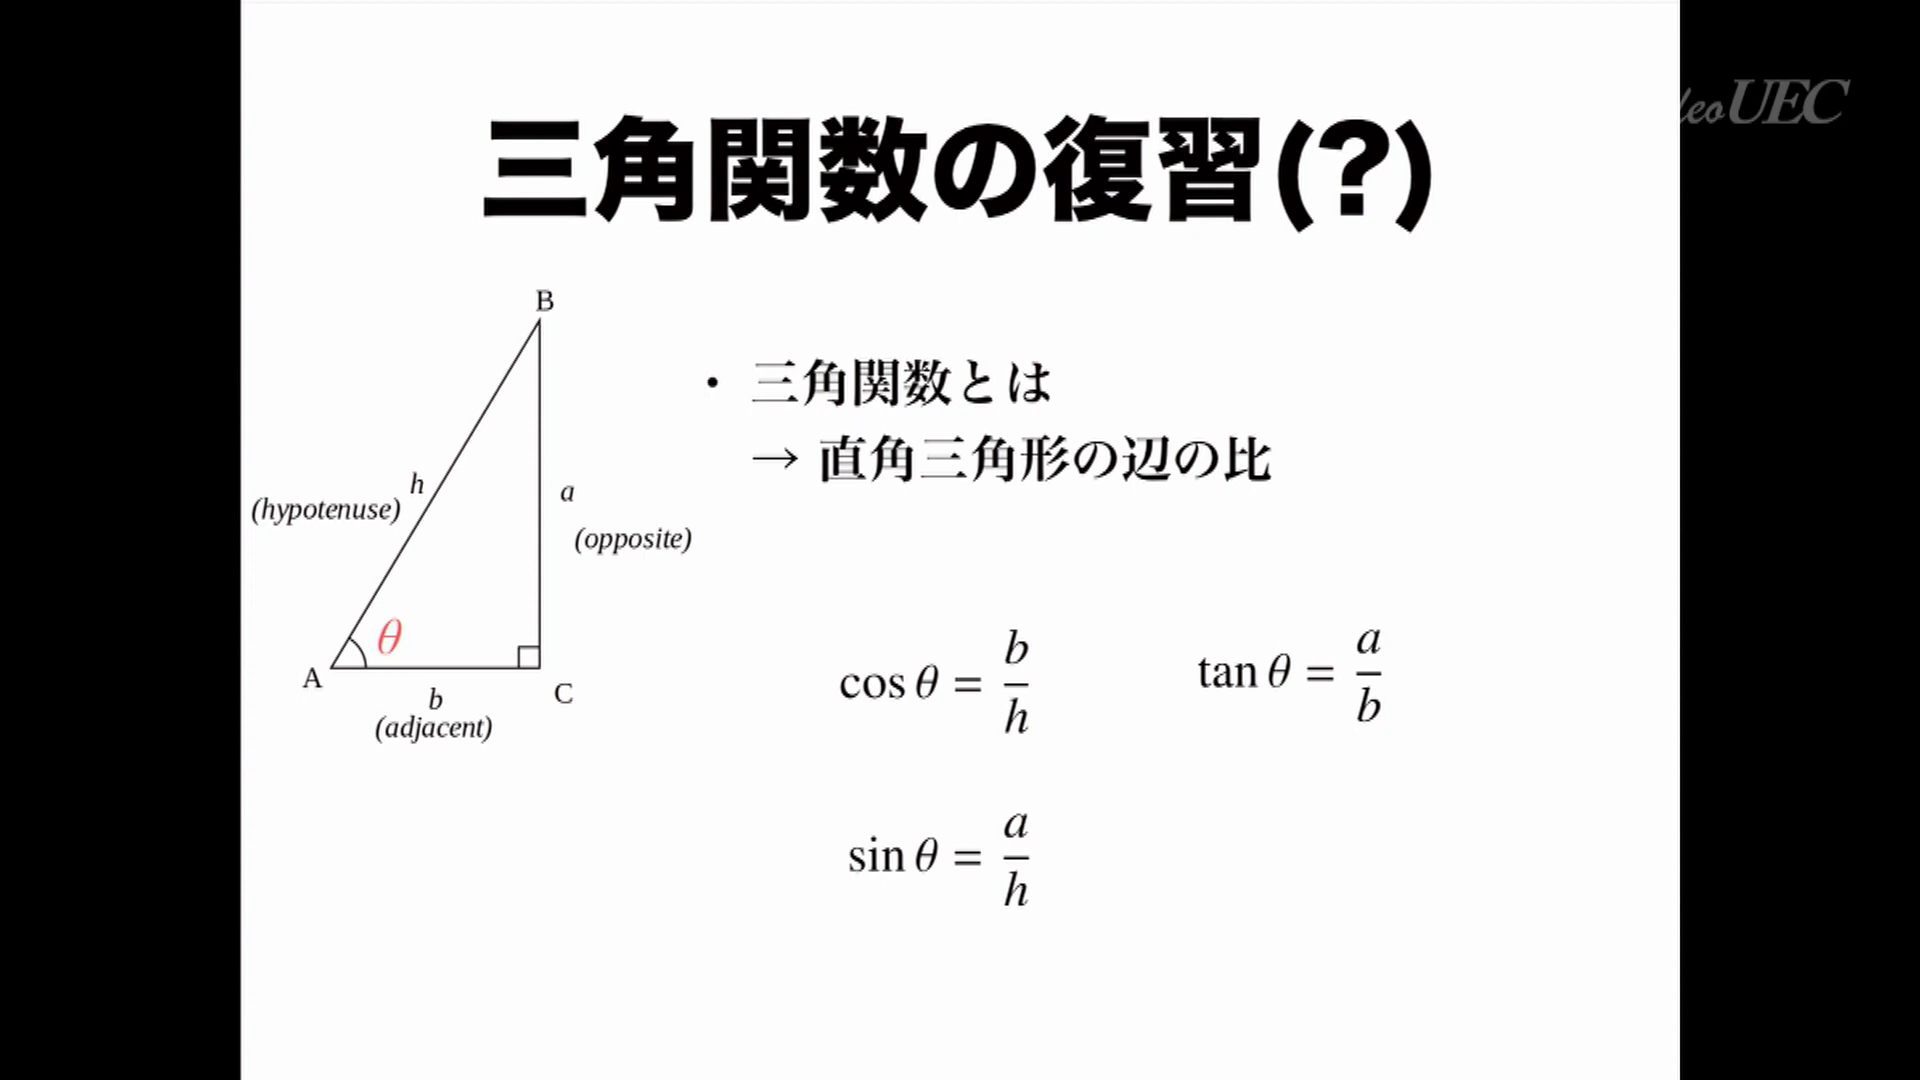 三角関数の復習(?)
B
h
(hypotenuse)
a
(opposite)
θ
A
b
(adjacent)
C
・ 三角関数とは
→ 直角三角形の辺の比
cos θ = b/h
tan θ = a/b
sin θ = a/h
UEC